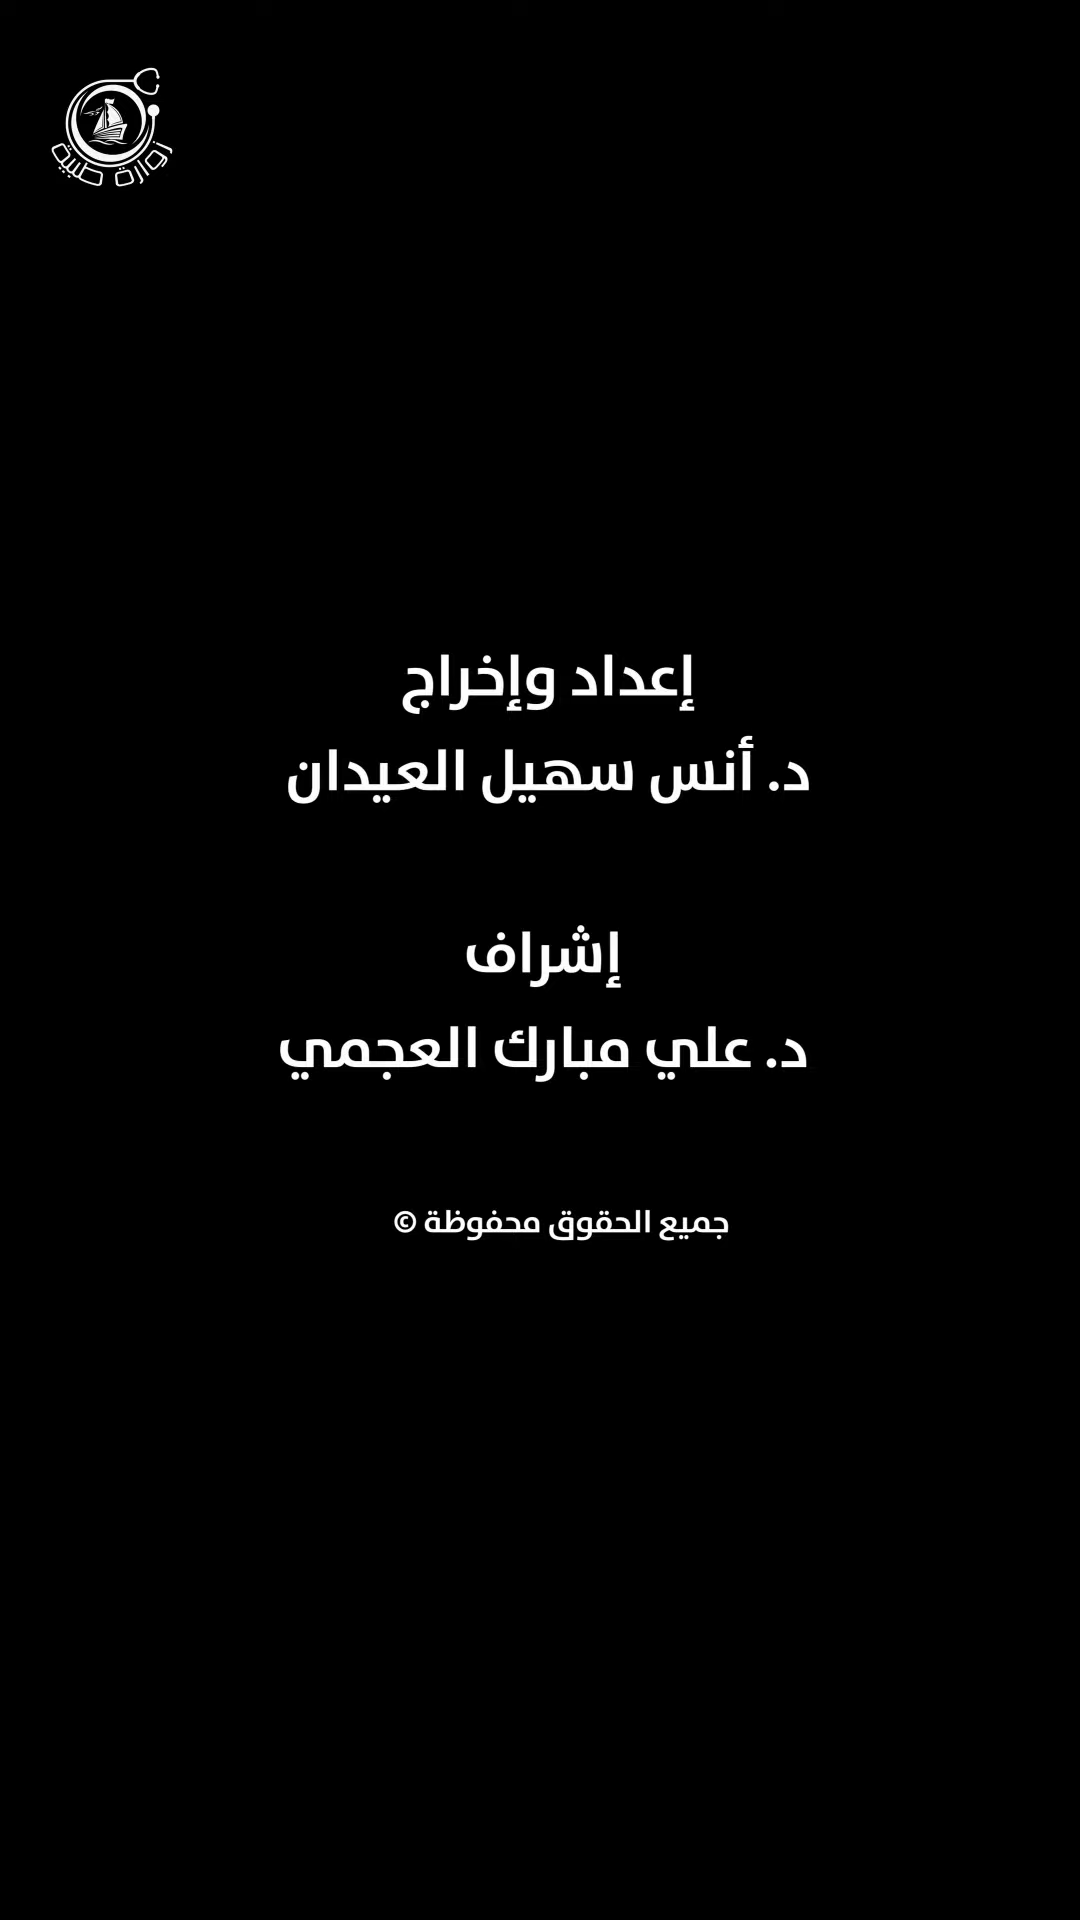 إعداد وإخراج
د. أنس سهيل العيدان
إشراف
د. علي مبارك العجمي
جميع الحقوق محفوظة ©